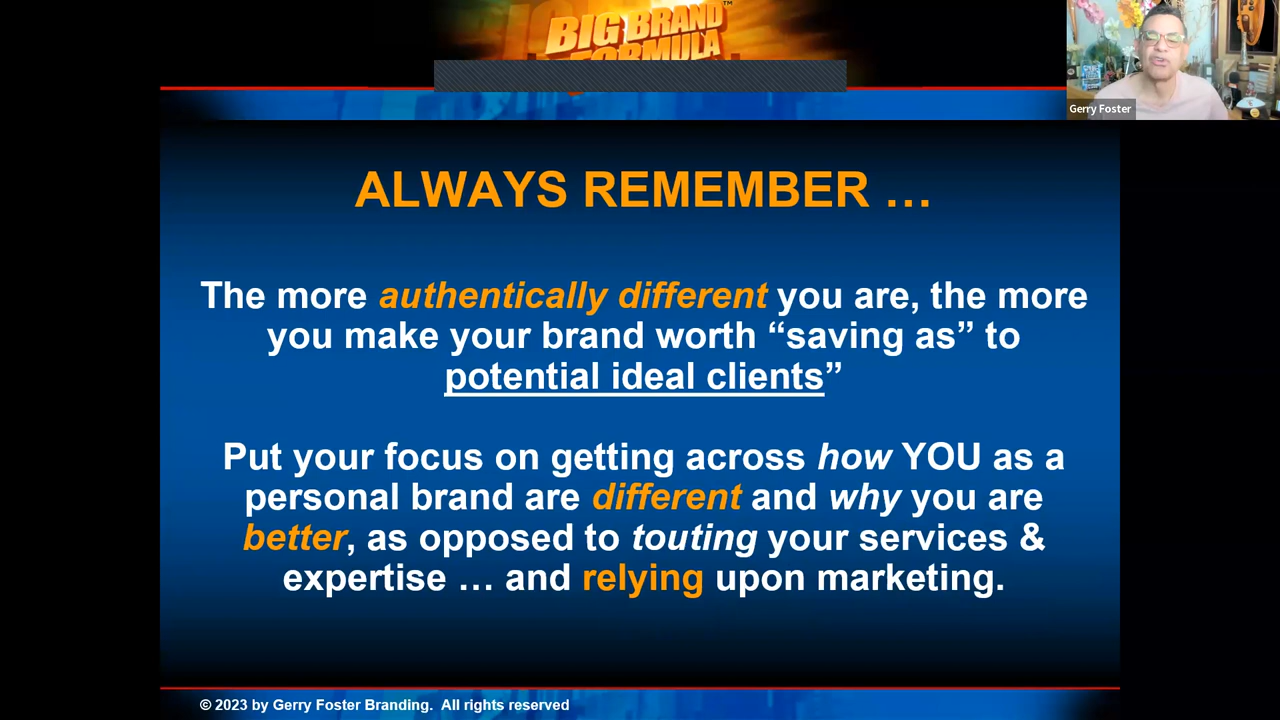 BIG BRAND
FORMULA
™
Gerry Foster
ALWAYS REMEMBER …
The more authentically different you are, the more
you make your brand worth “saving as” to
potential ideal clients”
Put your focus on getting across how YOU as a
personal brand are different and why you are
better, as opposed to touting your services &
expertise … and relying upon marketing.
© 2023 by Gerry Foster Branding. All rights reserved